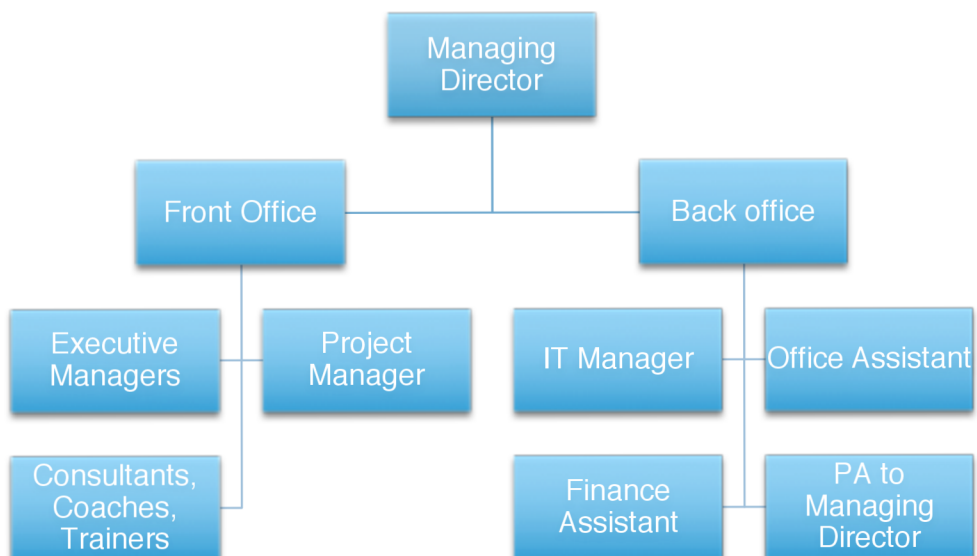 Managing
Director
Front Office
Back office
Executive
Managers
Project
Manager
IT Manager
Office Assistant
Consultants,
Coaches,
Trainers
Finance
Assistant
PA to
Managing
Director